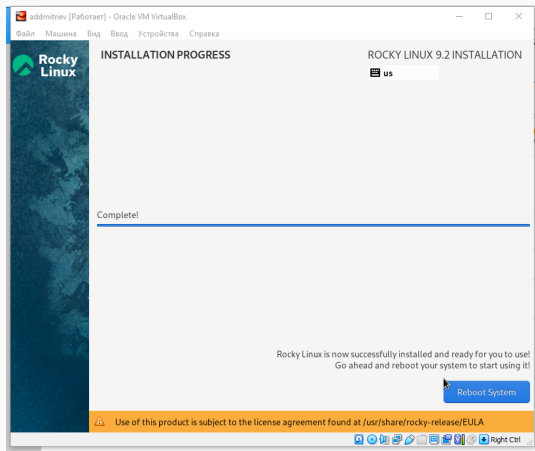 addmitriev [Работает] - Oracle VM VirtualBox
Файл Машина Вид Ввод Устройства Справка
Rocky
Linux
INSTALLATION PROGRESS
ROCKY LINUX 9.2 INSTALLATION
us
Complete!
Rocky Linux is now successfully installed and ready for you to use!
Go ahead and reboot your system to start using it!
Reboot System
Use of this product is subject to the license agreement found at /usr/share/rocky-release/EULA
Right Ctrl